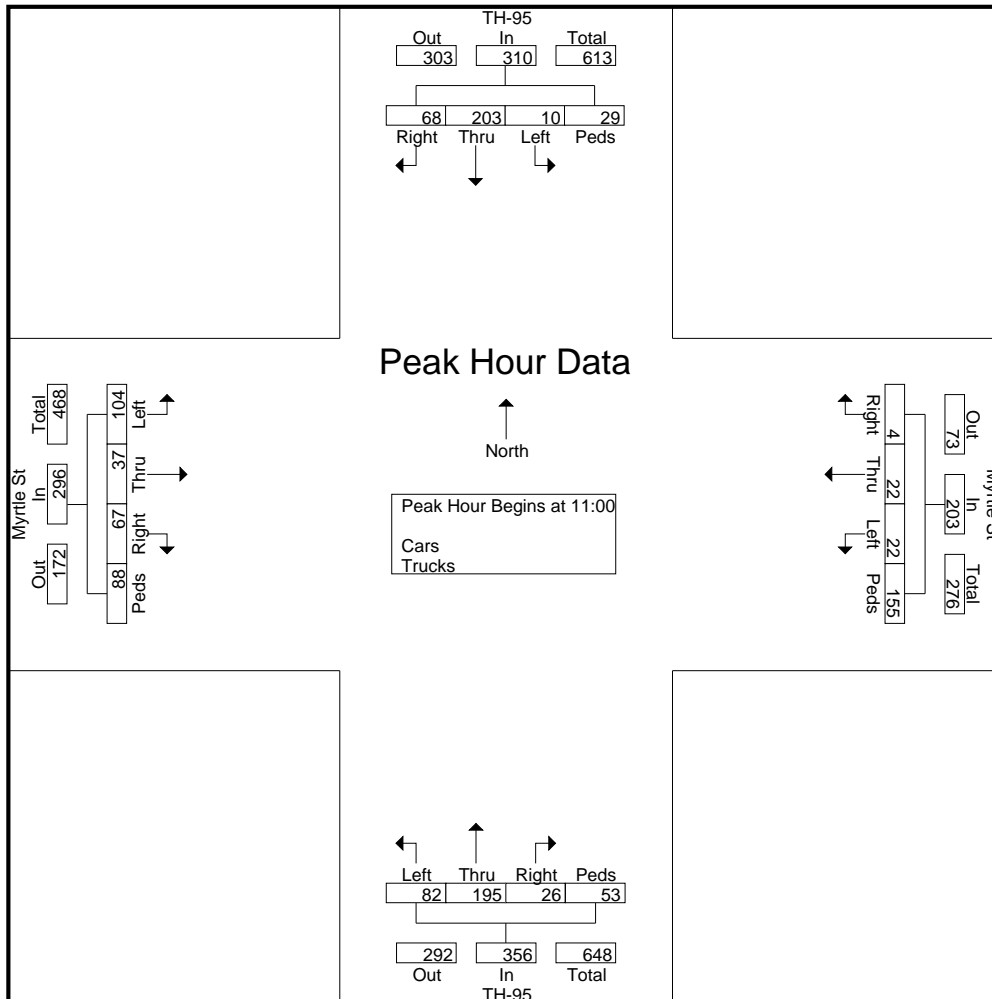 TH-95
Out In Total
303 310 613
68 203 10 29
Right Thru Left Peds
Peak Hour Data
North
Peak Hour Begins at 11:00
Cars
Trucks
Myrtle St
Out In Total
172 296 468
Left Thru Right Peds
104 37 67 88
Right Thru Left Peds
4 22 22 155
Out In Total
73 203 276
Myrtle St
Left Thru Right Peds
82 195 26 53
292 356 648
Out In Total
TH-95